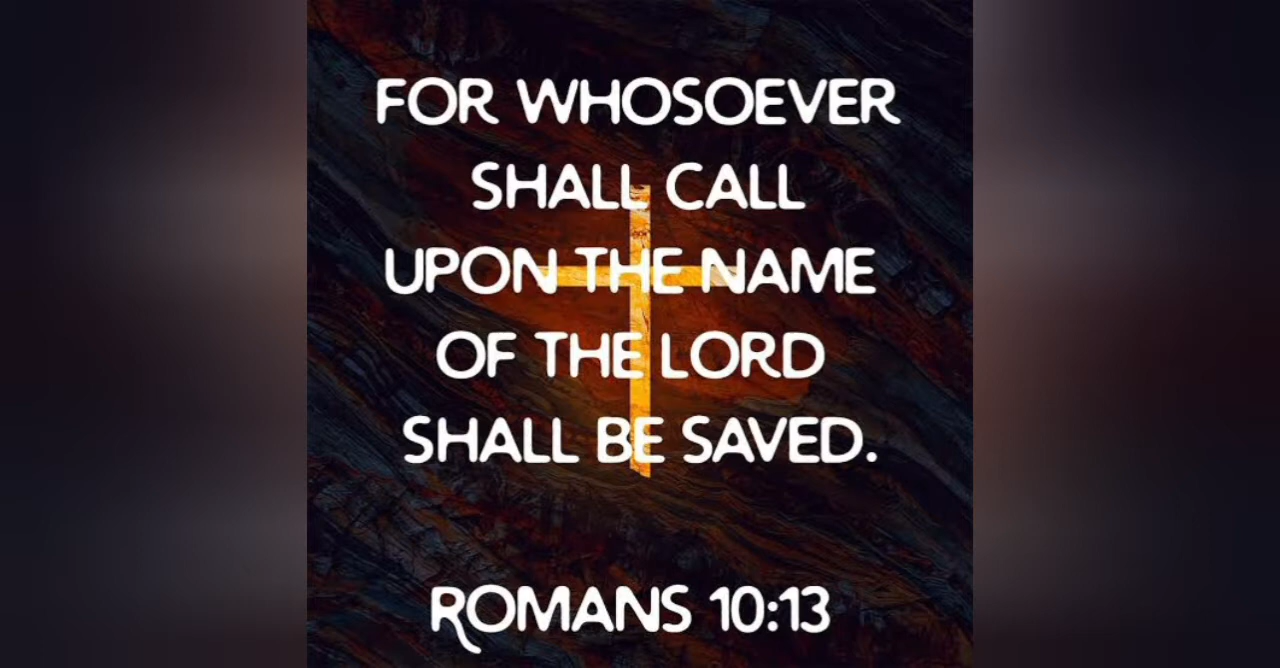 FOR WHOSOEVER
SHALL CALL
UPON THE NAME
OF THE LORD
SHALL BE SAVED.
ROMANS 10:13